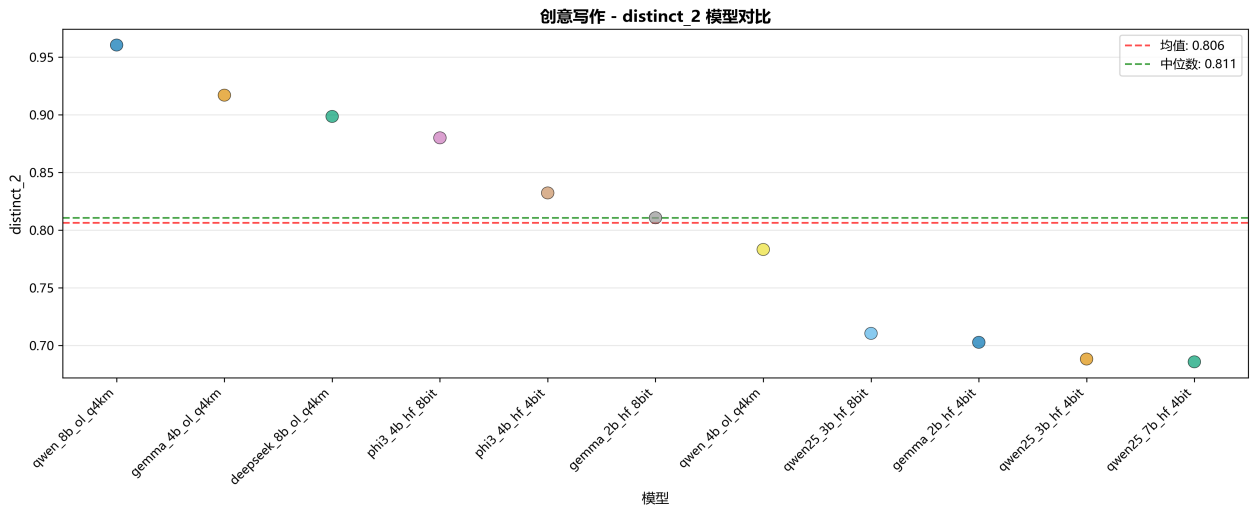 创意写作 - distinct_2 模型对比
均值: 0.806
中位数: 0.811
distinct_2
0.95
0.90
0.85
0.80
0.75
0.70
qwen_8b_ol_q4km
gemma_4b_ol_q4km
deepseek_8b_ol_q4km
phi3_4b_hf_8bit
phi3_4b_hf_4bit
gemma_2b_hf_8bit
qwen_4b_ol_q4km
qwen25_3b_hf_8bit
gemma_2b_hf_4bit
qwen25_3b_hf_4bit
qwen25_7b_hf_4bit
模型